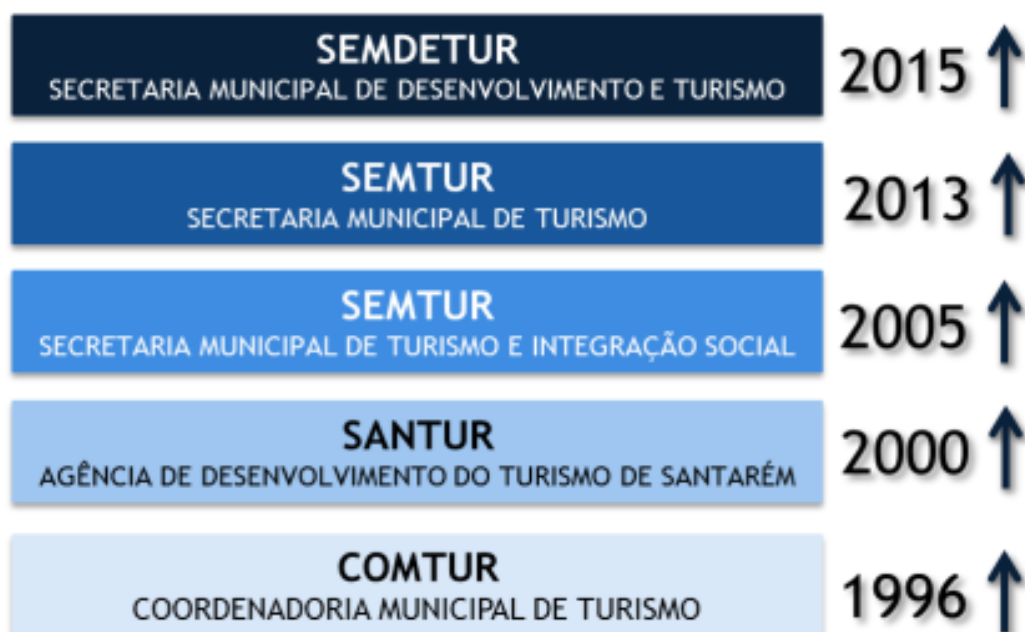 SEMDETUR
SECRETARIA MUNICIPAL DE DESENVOLVIMENTO E TURISMO
2015
SEMTUR
SECRETARIA MUNICIPAL DE TURISMO
2013
SEMTUR
SECRETARIA MUNICIPAL DE TURISMO E INTEGRAÇÃO SOCIAL
2005
SANTUR
AGÊNCIA DE DESENVOLVIMENTO DO TURISMO DE SANTARÉM
2000
COMTUR
COORDENADORIA MUNICIPAL DE TURISMO
1996